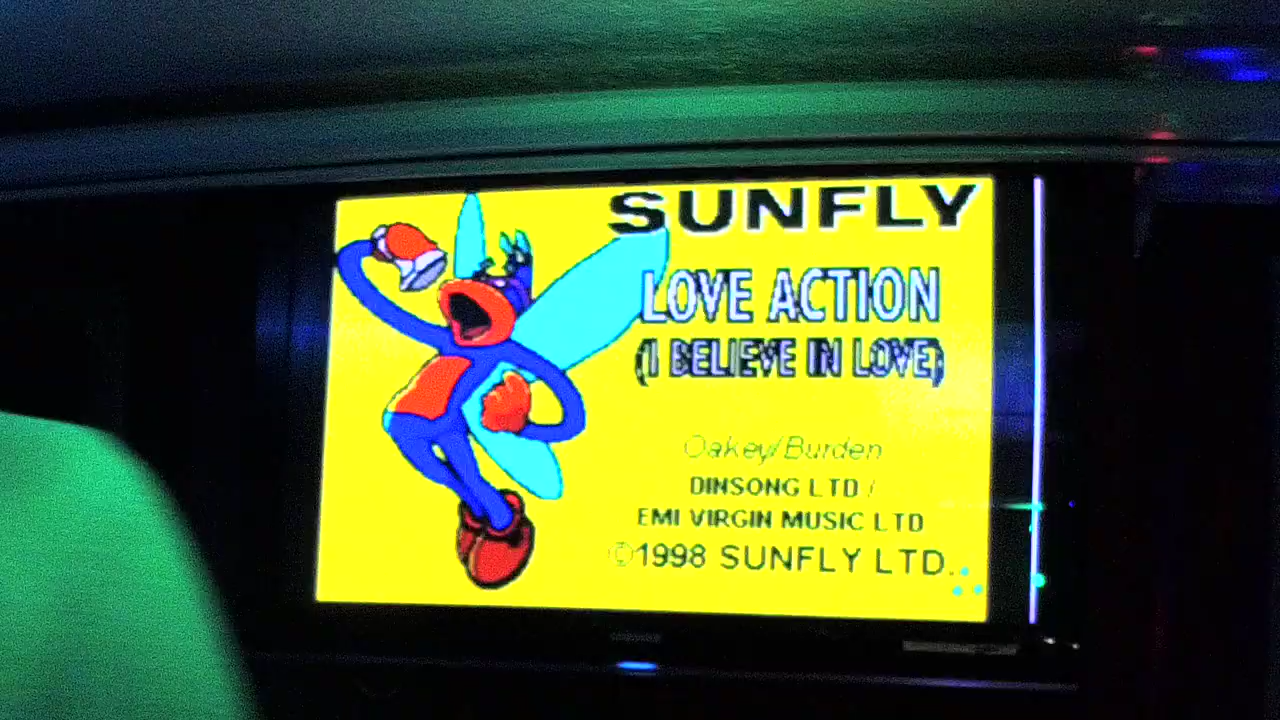 SUNFLY
LOVE ACTION
(I BELIEVE IN LOVE)
Oakey/Burden
DINSONG LTD /
EMI VIRGIN MUSIC LTD
©1998 SUNFLY LTD.